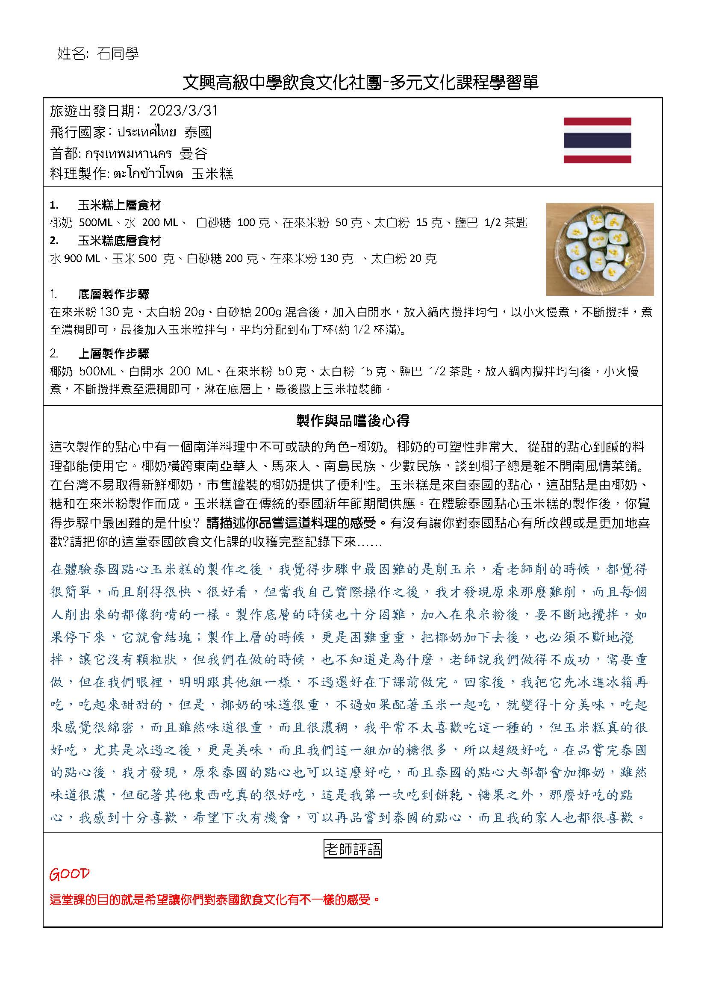 姓名: 石同學
文興高級中學飲食文化社團-多元文化課程學習單
旅遊出發日期: 2023/3/31
飛行國家: ประเทศไทย 泰國
首都: กรุงเทพมหานคร 曼谷
料理製作: ตะโกข้าวโพด 玉米糕
1. 玉米糕上層食材
椰奶 500ML、水 200 ML、 白砂糖 100 克、在來米粉 50 克、太白粉 15 克、鹽巴 1/2 茶匙
2. 玉米糕底層食材
水 900 ML、玉米 500 克、白砂糖 200 克、在來米粉 130 克 、太白粉 20 克
1. 底層製作步驟
在來米粉 130 克、太白粉 20g、白砂糖 200g 混合後，加入白開水，放入鍋內攪拌均勻，以小火慢煮，不斷攪拌，煮
至濃稠即可，最後加入玉米粒拌勻，平均分配到布丁杯(約 1/2 杯滿)。
2. 上層製作步驟
椰奶 500ML、白開水 200 ML、在來米粉 50 克、太白粉 15 克、鹽巴 1/2 茶匙，放入鍋內攪拌均勻後，小火慢
煮，不斷攪拌煮至濃稠即可，淋在底層上，最後撒上玉米粒裝飾。
製作與品嚐後心得
這次製作的點心中有一個南洋料理中不可或缺的角色-椰奶。椰奶的可塑性非常大，從甜的點心到鹹的料
理都能使用它。椰奶橫跨東南亞華人、馬來人、南島民族、少數民族，談到椰子總是離不開南風情菜餚。
在台灣不易取得新鮮椰奶，市售罐裝的椰奶提供了便利性。玉米糕是來自泰國的點心，這甜點是由椰奶、
糖和在來米粉製作而成。玉米糕會在傳統的泰國新年節期間供應。在體驗泰國點心玉米糕的製作後，你覺
得步驟中最困難的是什麼? 請描述你品嘗這道料理的感受。有沒有讓你對泰國點心有所改觀或是更加地喜
歡?請把你的這堂泰國飲食文化課的收穫完整記錄下來......
在體驗泰國點心玉米糕的製作之後，我覺得步驟中最困難的是削玉米，看老師削的時候，都覺得
很簡單，而且削得很快、很好看，但當我自己實際操作之後，我才發現原來那麼難削，而且每個
人削出來的都像狗啃的一樣。製作底層的時候也十分困難，加入在來米粉後，要不斷地攪拌，如
果停下來，它就會結塊；製作上層的時候，更是困難重重，把椰奶加下去後，也必須不斷地攪
拌，讓它沒有顆粒狀，但我們在做的時候，也不知道是為什麼，老師說我們做得不成功，需要重
做，但在我們眼裡，明明跟其他組一樣，不過還好在下課前做完。回家後，我把它先冰進冰箱再
吃，吃起來甜甜的，但是，椰奶的味道很重，不過如果配著玉米一起吃，就變得十分美味，吃起
來感覺很綿密，而且雖然味道很重，而且很濃稠，我平常不太喜歡吃這一種的，但玉米糕真的很
好吃，尤其是冰過之後，更是美味，而且我們這一組加的糖很多，所以超級好吃。在品嘗完泰國
的點心後，我才發現，原來泰國的點心也可以這麼好吃，而且泰國的點心大部都會加椰奶，雖然
味道很濃，但配著其他東西吃真的很好吃，這是我第一次吃到餅乾、糖果之外，那麼好吃的點
心，我感到十分喜歡，希望下次有機會，可以再品嘗到泰國的點心，而且我的家人也都很喜歡。
老師評語
GOOD
這堂課的目的就是希望讓你們對泰國飲食文化有不一樣的感受。